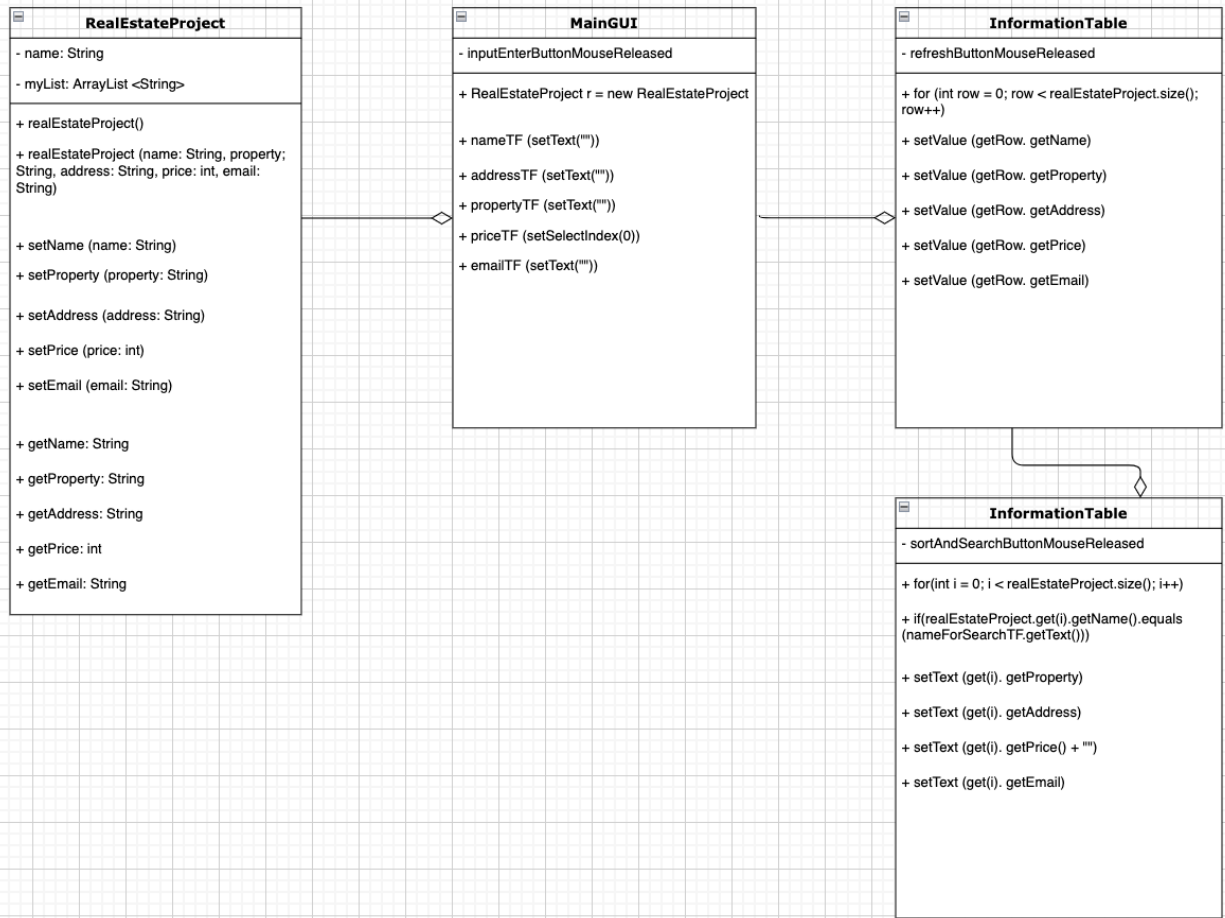 RealEstateProject
- name: String
- myList: ArrayList <String>
+ realEstateProject()
+ realEstateProject (name: String, property;
String, address: String, price: int, email:
String)
+ setName (name: String)
+ setProperty (property: String)
+ setAddress (address: String)
+ setPrice (price: int)
+ setEmail (email: String)
+ getName: String
+ getProperty: String
+ getAddress: String
+ getPrice: int
+ getEmail: String
MainGUI
- inputEnterButtonMouseReleased
+ RealEstateProject r = new RealEstateProject
+ nameTF (setText(""))
+ addressTF (setText(""))
+ propertyTF (setText(""))
+ priceTF (setSelectIndex(0))
+ emailTF (setText(""))
InformationTable
- refreshButtonMouseReleased
+ for (int row = 0; row < realEstateProject.size();
row++)
+ setValue (getRow. getName)
+ setValue (getRow. getProperty)
+ setValue (getRow. getAddress)
+ setValue (getRow. getPrice)
+ setValue (getRow. getEmail)
InformationTable
- sortAndSearchButtonMouseReleased
+ for(int i = 0; i < realEstateProject.size(); i++)
+ if(realEstateProject.get(i).getName().equals
(nameForSearchTF.getText()))
+ setText (get(i). getProperty)
+ setText (get(i). getAddress)
+ setText (get(i). getPrice() + "")
+ setText (get(i). getEmail)